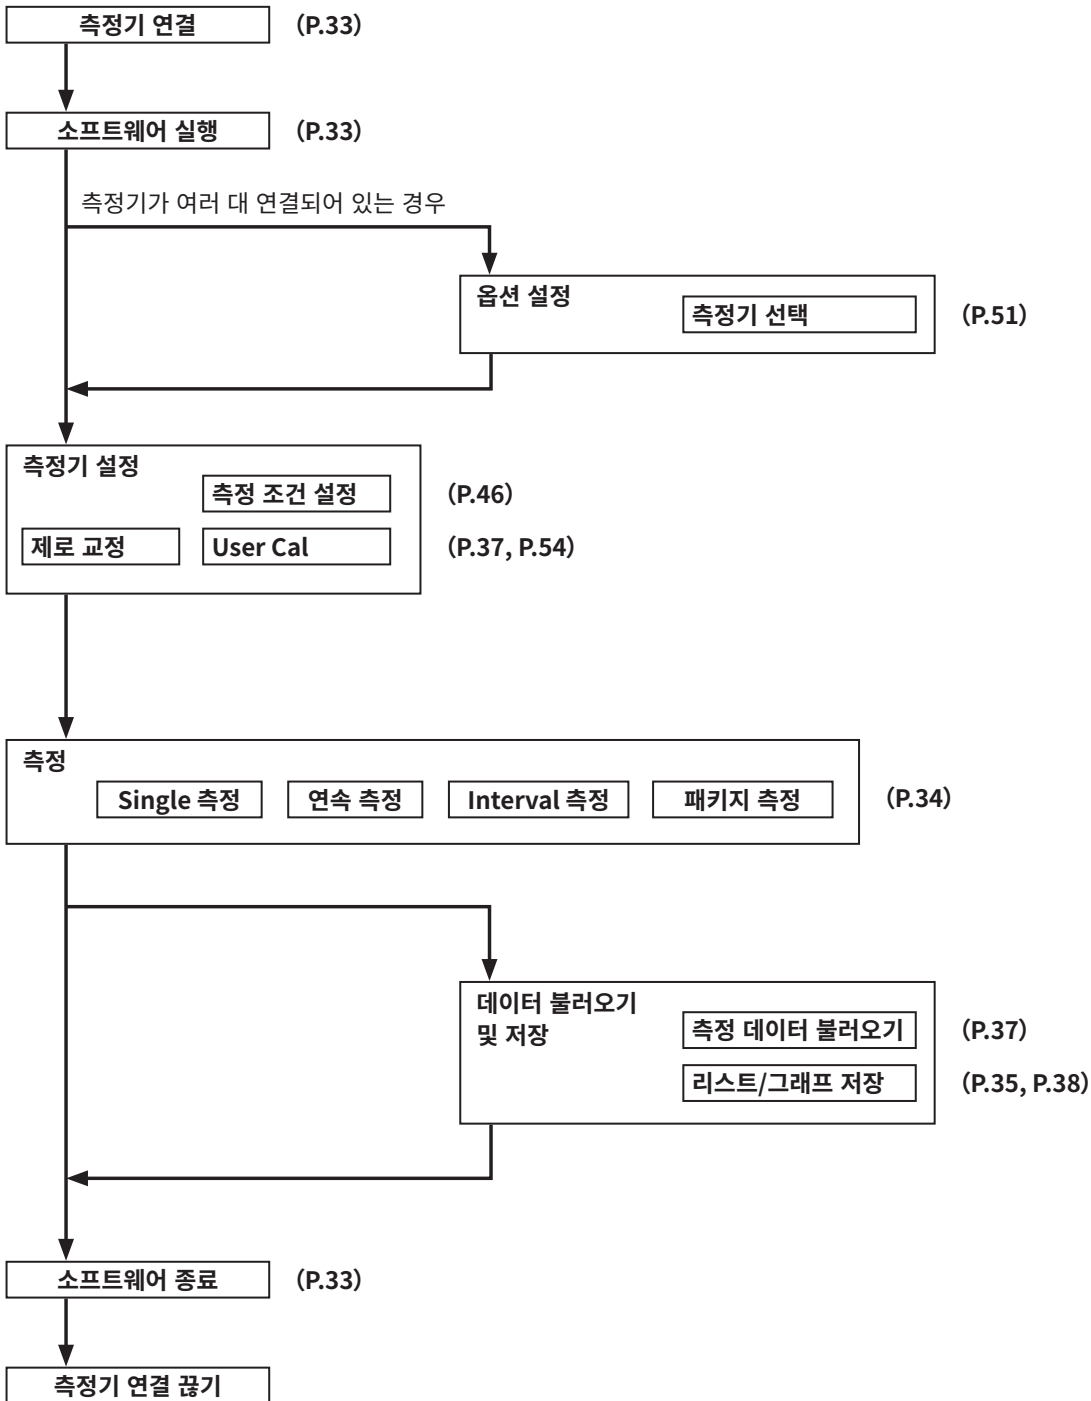 측정기 연결 (P.33)
소프트웨어 실행 (P.33)
측정기가 여러 대 연결되어 있는 경우
옵션 설정
측정기 선택 (P.51)
측정기 설정
측정 조건 설정 (P.46)
제로 교정 User Cal (P.37, P.54)
측정
Single 측정 연속 측정 Interval 측정 패키지 측정 (P.34)
데이터 불러오기
및 저장
측정 데이터 불러오기 (P.37)
리스트/그래프 저장 (P.35, P.38)
소프트웨어 종료 (P.33)
측정기 연결 끊기